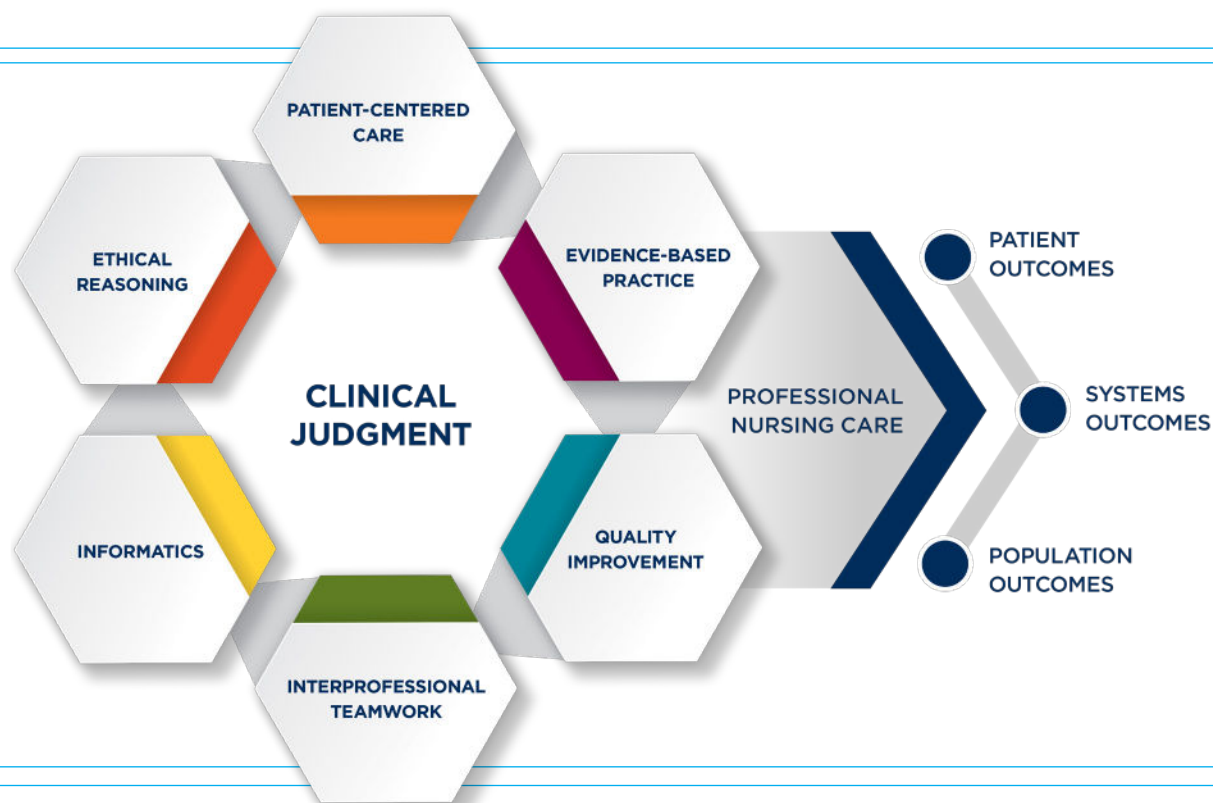 PATIENT-CENTERED
CARE
EVIDENCE-BASED
PRACTICE
ETHICAL
REASONING
CLINICAL
JUDGMENT
INFORMATICS
QUALITY
IMPROVEMENT
INTERPROFESSIONAL
TEAMWORK
PROFESSIONAL
NURSING CARE
PATIENT
OUTCOMES
SYSTEMS
OUTCOMES
POPULATION
OUTCOMES